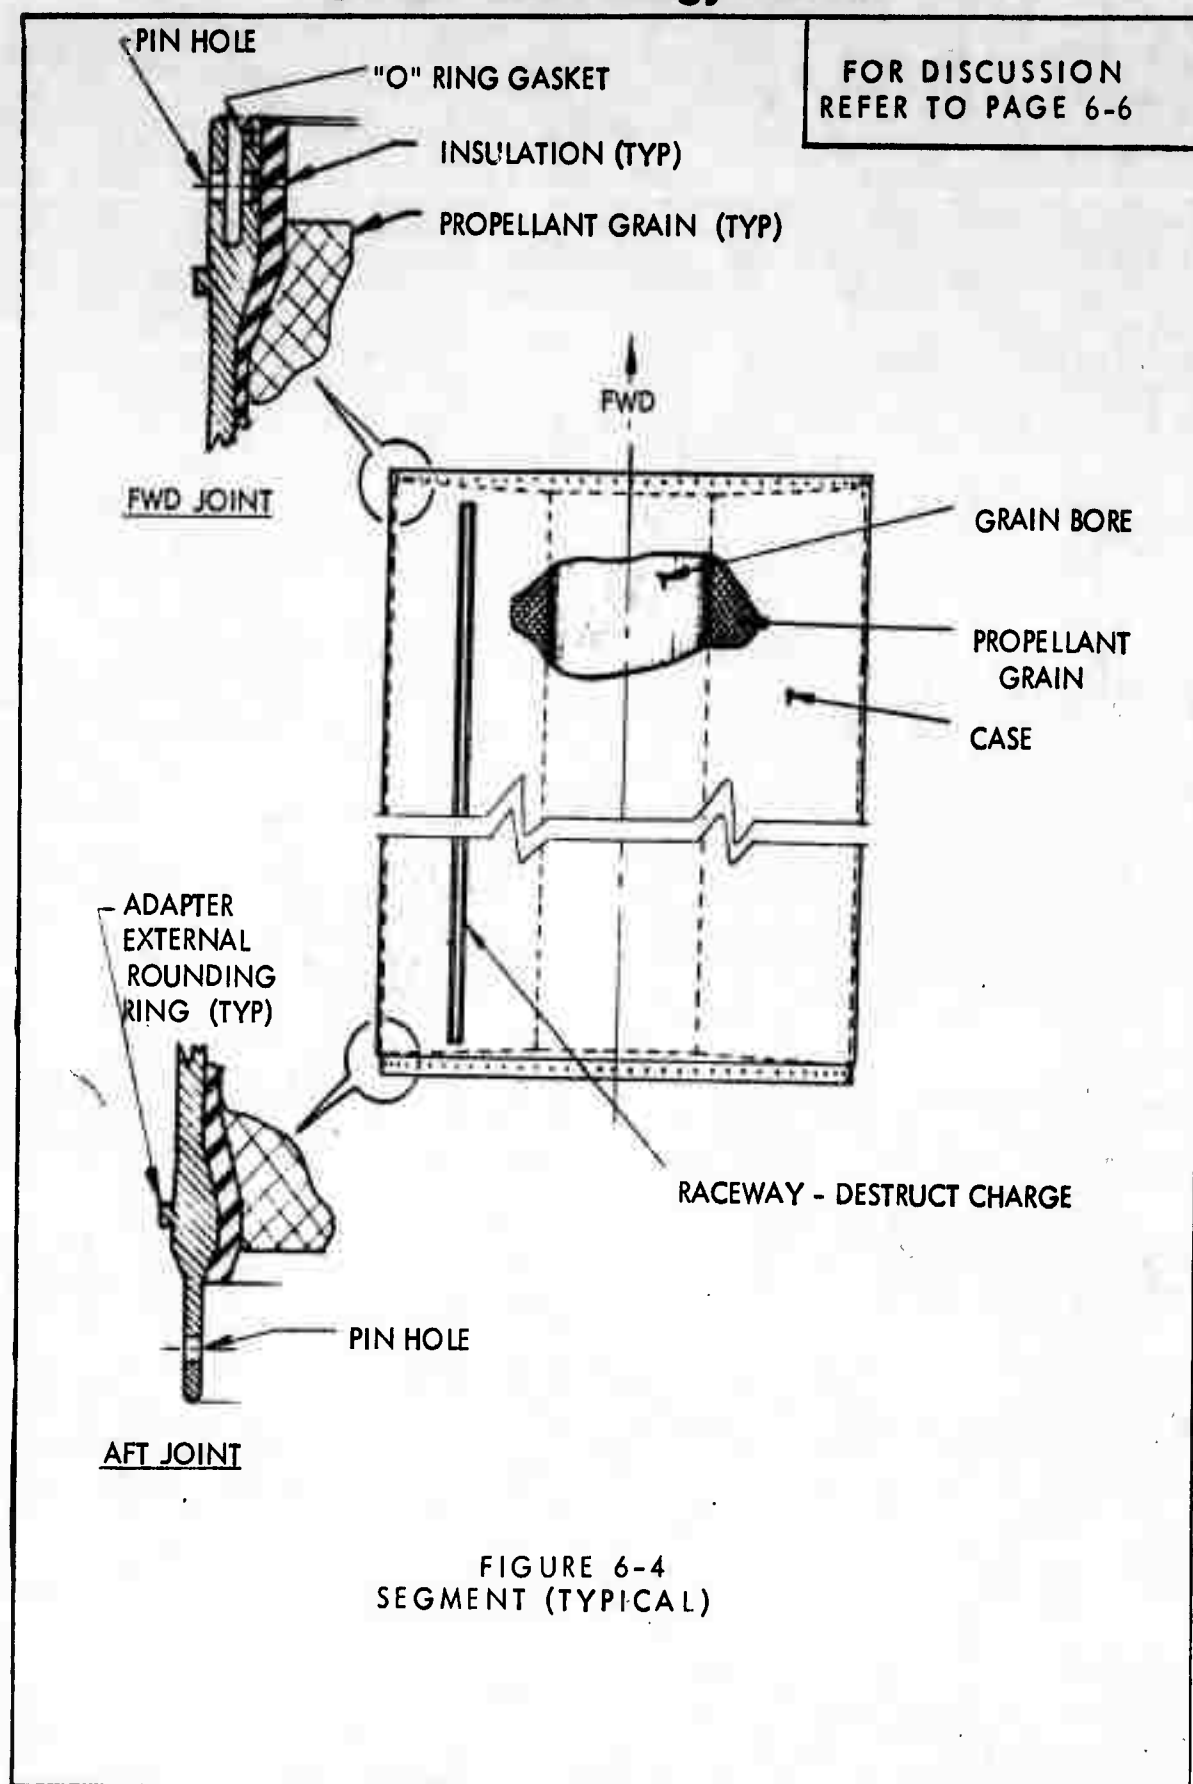 PIN HOLE
"O" RING GASKET
FOR DISCUSSION
REFER TO PAGE 6-6
INSULATION (TYP)
PROPELLANT GRAIN (TYP)
FWD
FWD JOINT
GRAIN BORE
PROPELLANT
GRAIN
CASE
ADAPTER
EXTERNAL
ROUNDING
RING (TYP)
RACEWAY - DESTRUCT CHARGE
PIN HOLE
AFT JOINT
FIGURE 6-4
SEGMENT (TYPICAL)